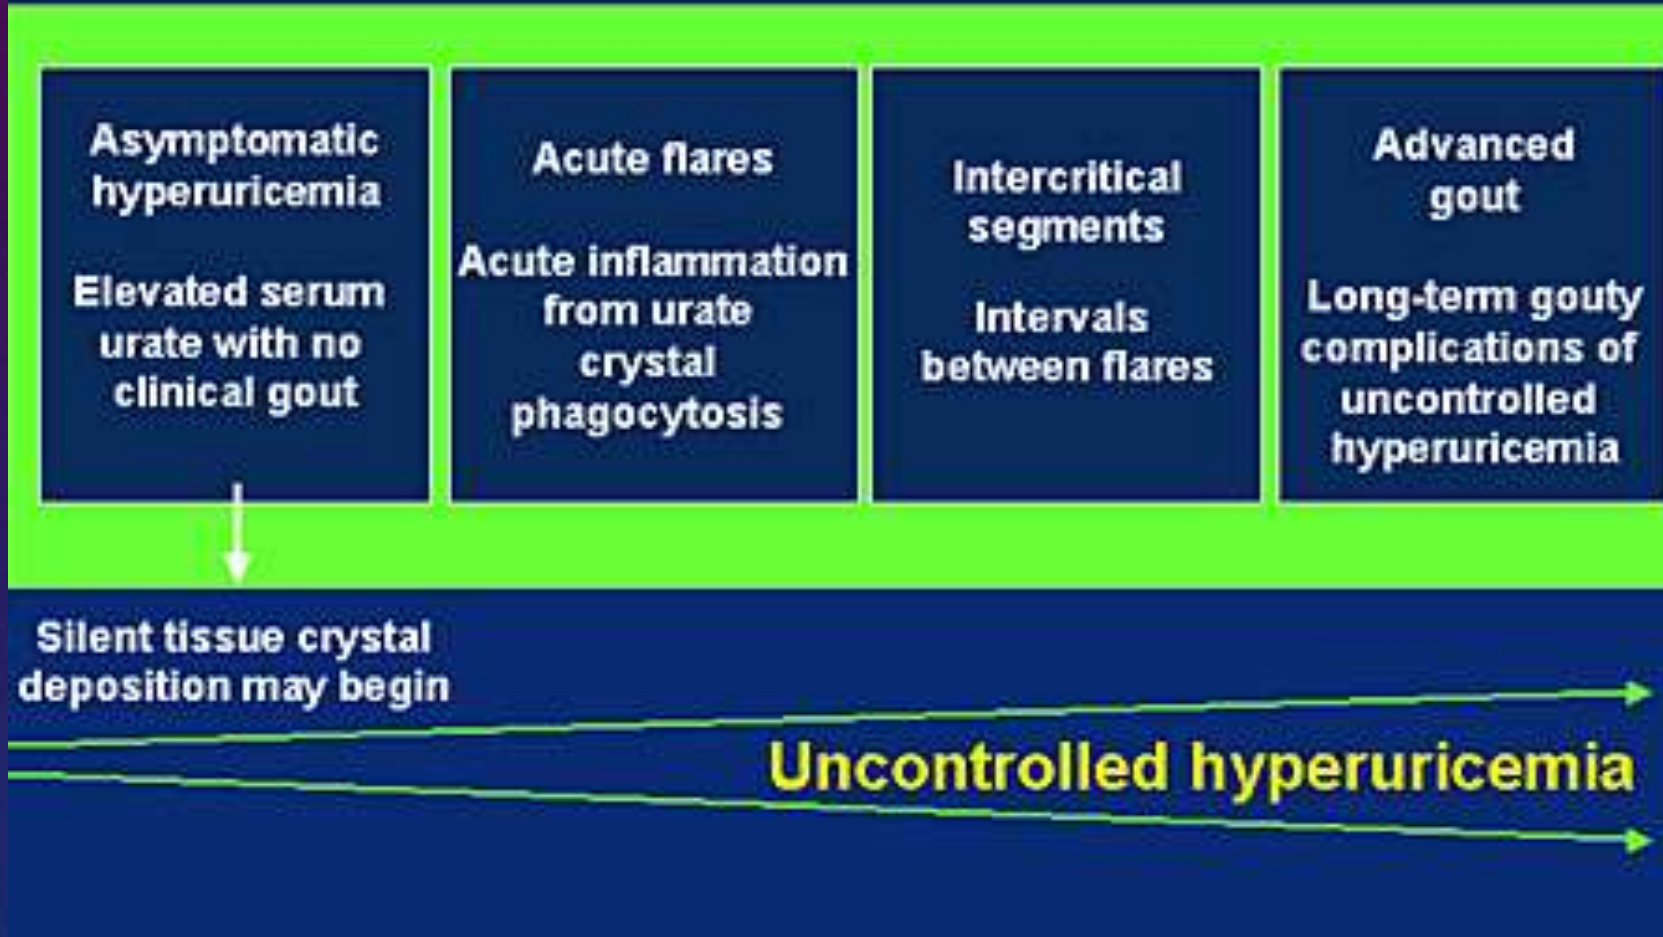 Asymptomatic
hyperuricemia
Elevated serum
urate with no
clinical gout
Acute flares
Acute inflammation
from urate
crystal
phagocytosis
Intercritical
segments
Intervals
between flares
Advanced
gout
Long-term gouty
complications of
uncontrolled
hyperuricemia
Silent tissue crystal
deposition may begin
Uncontrolled hyperuricemia